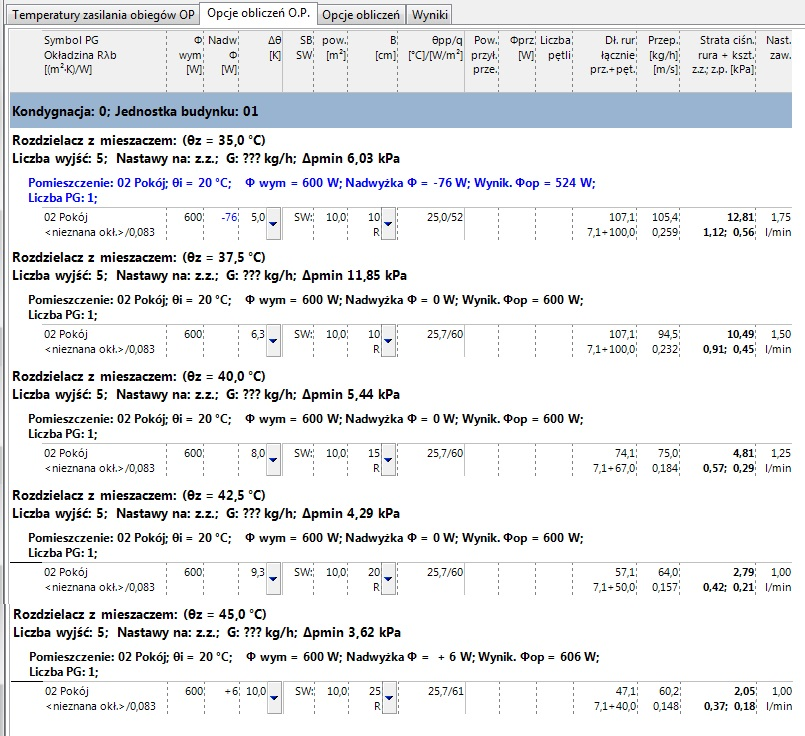 Temperatury zasilania obiegów OP Opcje obliczeń O.P. Opcje obliczeń Wyniki
Symbol PG Φ Nadw Δθ SB pow. B θpp/q Pow. Φprz Liczba Dł. rur Przep. Strata ciśn. Nast.
Okładzina Rλb wym Φ [K] SW [m²] [cm] [°C]/[W/m²] przył. [W] pętli łącznie [kg/h] rura + kszt. zaw.
[(m²·K)/W] [W] [W] prze. prz.+pęt. [m/s] z.z.; z.p. [kPa]
Kondygnacja: 0; Jednostka budynku: 01
Rozdzielacz z mieszaczem: (θz = 35,0 °C)
Liczba wyjść: 5; Nastawy na: z.z.; G: ??? kg/h; Δpmin 6,03 kPa
Pomieszczenie: 02 Pokój; θi = 20 °C; Φ wym = 600 W; Nadwyżka Φ = -76 W; Wynik. Φop = 524 W;
Liczba PG: 1;
02 Pokój 600 -76 5,0 SW: 10,0 10 25,0/52 107,1 105,4 12,81 1,75
<nieznana okł.>/0,083 R 7,1+100,0 0,259 1,12; 0,56 l/min
Rozdzielacz z mieszaczem: (θz = 37,5 °C)
Liczba wyjść: 5; Nastawy na: z.z.; G: ??? kg/h; Δpmin 11,85 kPa
Pomieszczenie: 02 Pokój; θi = 20 °C; Φ wym = 600 W; Nadwyżka Φ = 0 W; Wynik. Φop = 600 W;
Liczba PG: 1;
02 Pokój 600 6,3 SW: 10,0 10 25,7/60 107,1 94,5 10,49 1,50
<nieznana okł.>/0,083 R 7,1+100,0 0,232 0,91; 0,45 l/min
Rozdzielacz z mieszaczem: (θz = 40,0 °C)
Liczba wyjść: 5; Nastawy na: z.z.; G: ??? kg/h; Δpmin 5,44 kPa
Pomieszczenie: 02 Pokój; θi = 20 °C; Φ wym = 600 W; Nadwyżka Φ = 0 W; Wynik. Φop = 600 W;
Liczba PG: 1;
02 Pokój 600 8,0 SW: 10,0 15 25,7/60 74,1 75,0 4,81 1,25
<nieznana okł.>/0,083 R 7,1+67,0 0,184 0,57; 0,29 l/min
Rozdzielacz z mieszaczem: (θz = 42,5 °C)
Liczba wyjść: 5; Nastawy na: z.z.; G: ??? kg/h; Δpmin 4,29 kPa
Pomieszczenie: 02 Pokój; θi = 20 °C; Φ wym = 600 W; Nadwyżka Φ = 0 W; Wynik. Φop = 600 W;
Liczba PG: 1;
02 Pokój 600 9,3 SW: 10,0 20 25,7/60 57,1 64,0 2,79 1,00
<nieznana okł.>/0,083 R 7,1+50,0 0,157 0,42; 0,21 l/min
Rozdzielacz z mieszaczem: (θz = 45,0 °C)
Liczba wyjść: 5; Nastawy na: z.z.; G: ??? kg/h; Δpmin 3,62 kPa
Pomieszczenie: 02 Pokój; θi = 20 °C; Φ wym = 600 W; Nadwyżka Φ = + 6 W; Wynik. Φop = 606 W;
Liczba PG: 1;
02 Pokój 600 +6 10,0 SW: 10,0 25 25,7/61 47,1 60,2 2,05 1,00
<nieznana okł.>/0,083 R 7,1+40,0 0,148 0,37; 0,18 l/min